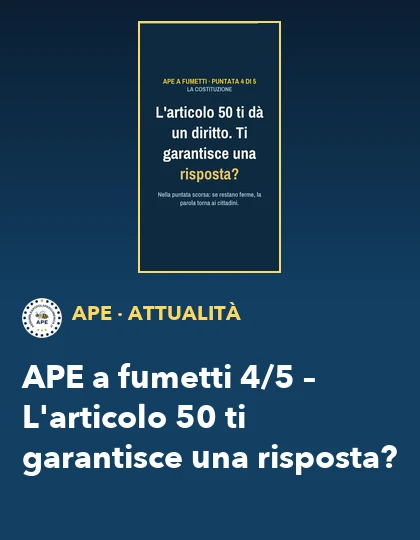 APE A FUMETTI · PUNTATA 4 DI 5
LA COSTITUZIONE
L'articolo 50 ti dà
un diritto. Ti
garantisce una
risposta?
Nella puntata scorsa: se restano ferme, la
parola torna ai cittadini.
APE
APE · ATTUALITÀ
APE a fumetti 4/5 –
L'articolo 50 ti
garantisce una risposta?